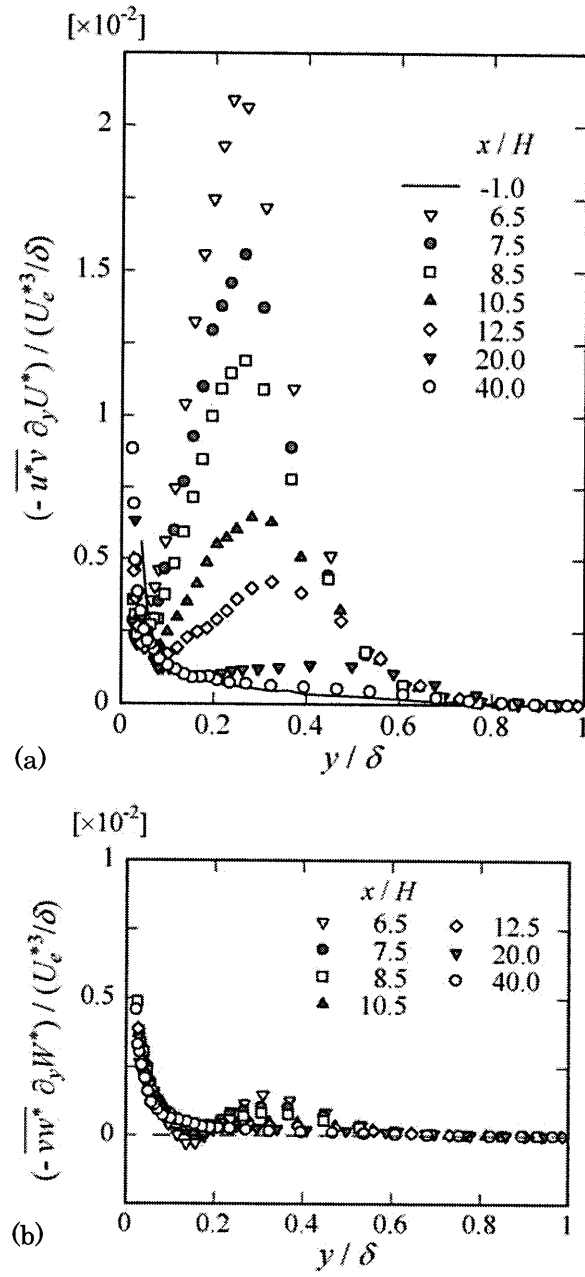 [×10⁻²]
2
1.5
1
0.5
0
(- u*v ∂yU*) / (Ue*³/δ)
x / H
-1.0
6.5
7.5
8.5
10.5
12.5
20.0
40.0
0 0.2 0.4 0.6 0.8 1
y / δ
(a)
[×10⁻²]
1
0.5
0
(- vw* ∂yW*) / (Ue*³/δ)
x / H
6.5 12.5
7.5 20.0
8.5 40.0
10.5
0 0.2 0.4 0.6 0.8 1
y / δ
(b)